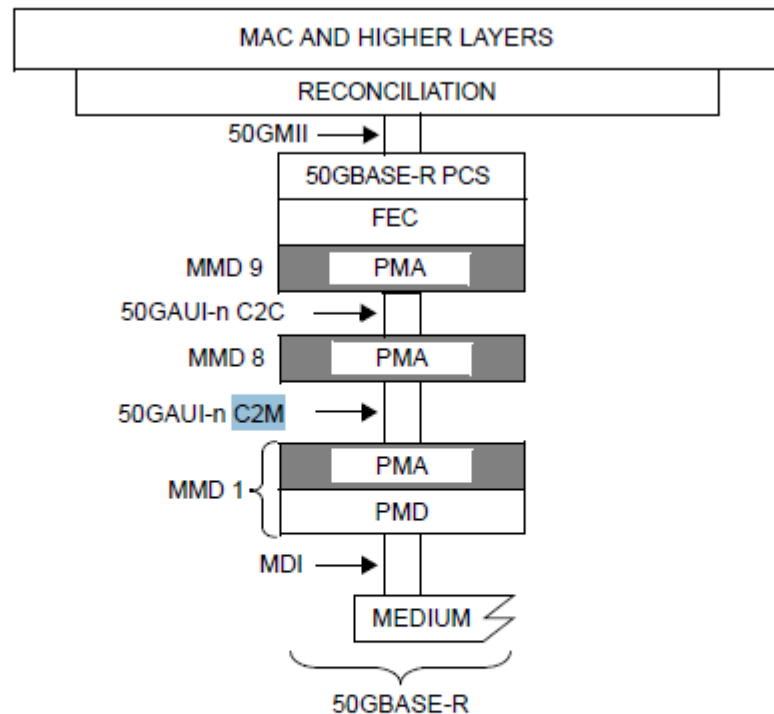 MAC AND HIGHER LAYERS
RECONCILIATION
50GMII
50GBASE-R PCS
FEC
MMD 9
PMA
50GAUI-n C2C
MMD 8
PMA
50GAUI-n C2M
PMA
MMD 1
PMD
MDI
MEDIUM
50GBASE-R